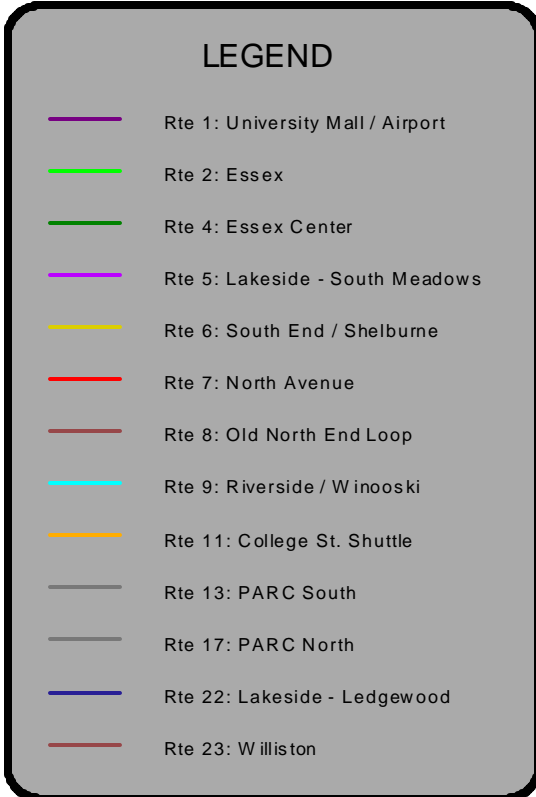 LEGEND
Rte 1: University Mall / Airport
Rte 2: Essex
Rte 4: Essex Center
Rte 5: Lakeside - South Meadows
Rte 6: South End / Shelburne
Rte 7: North Avenue
Rte 8: Old North End Loop
Rte 9: Riverside / Winooski
Rte 11: College St. Shuttle
Rte 13: PARC South
Rte 17: PARC North
Rte 22: Lakeside - Ledgewood
Rte 23: Williston